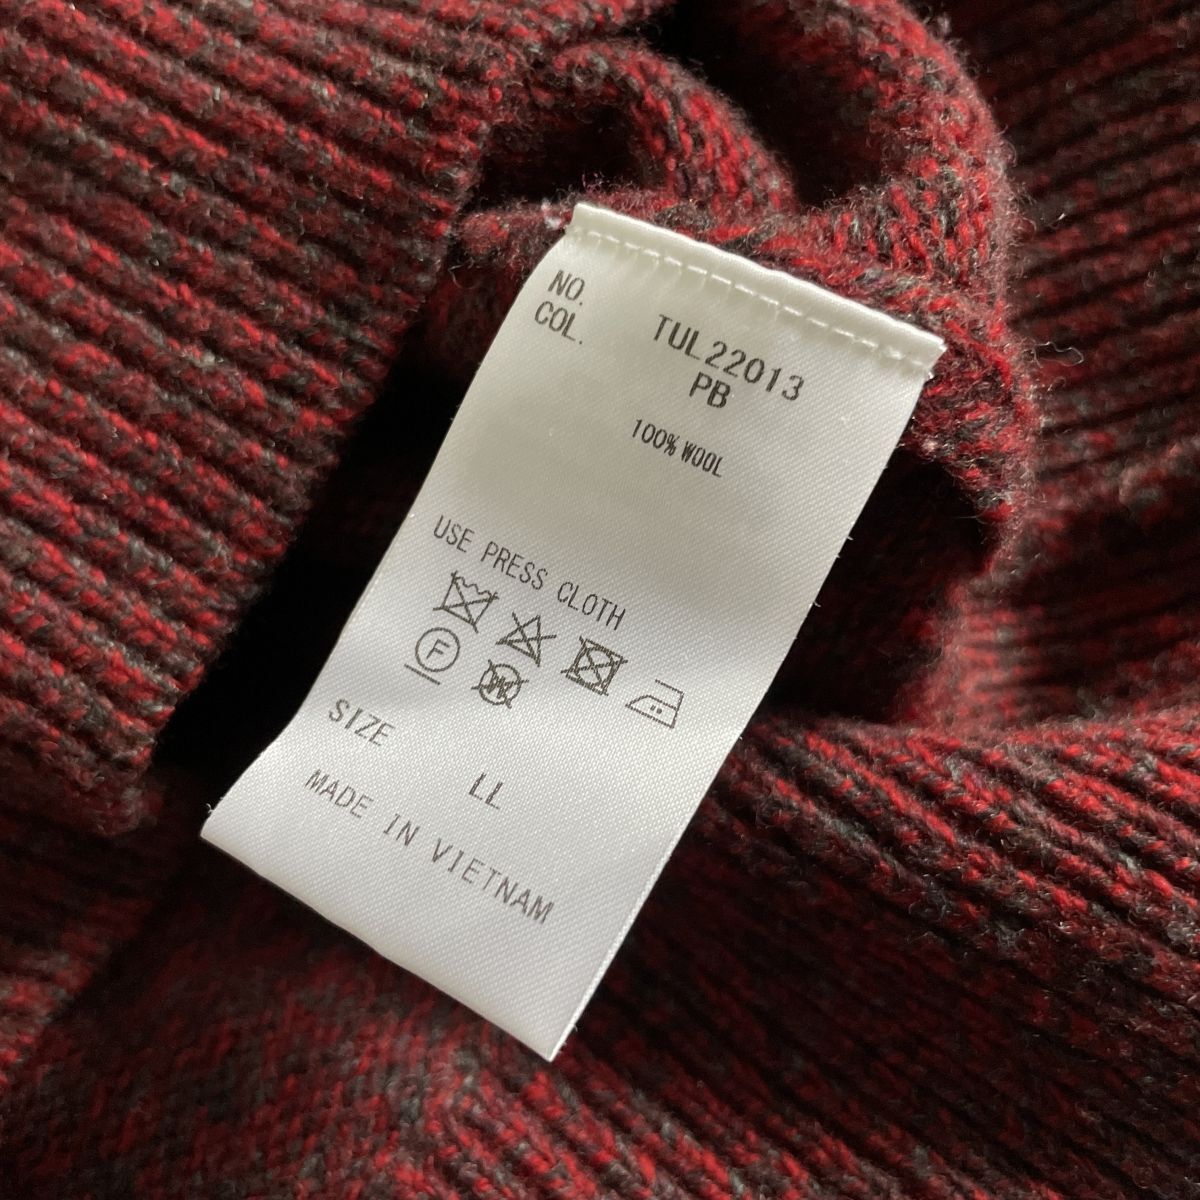 NO. TUL22013
COL. PB
100% WOOL
USE PRESS CLOTH
F
SIZE
LL
MADE IN VIETNAM